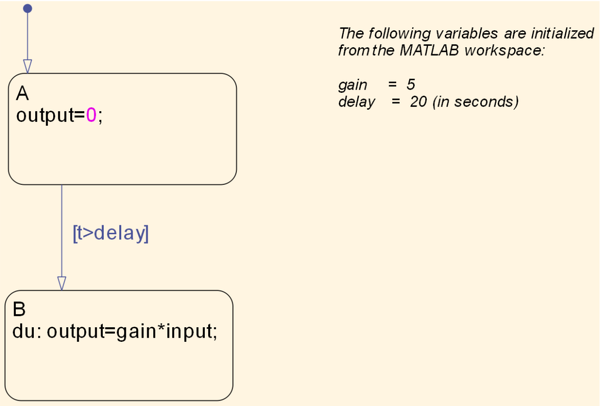 The following variables are initialized
from the MATLAB workspace:
gain = 5
delay = 20 (in seconds)
A
output=0;
[t>delay]
B
du: output=gain*input;